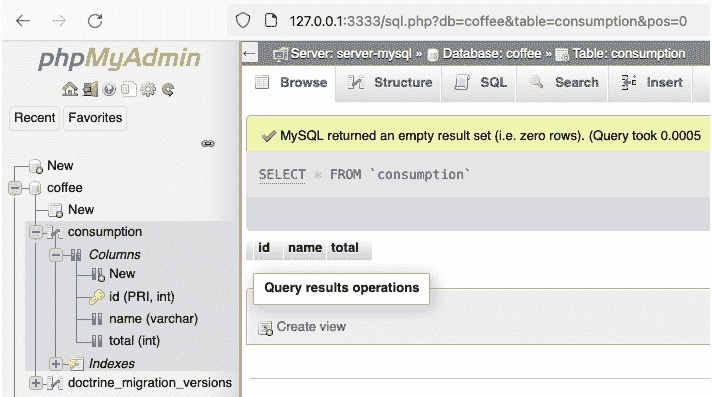 127.0.0.1:3333/sql.php?db=coffee&table=consumption&pos=0
phpMyAdmin
Recent Favorites
New
coffee
New
consumption
Columns
New
id (PRI, int)
name (varchar)
total (int)
Indexes
doctrine_migration_versions
Server: server-mysql » Database: coffee » Table: consumption
Browse Structure SQL Search Insert
MySQL returned an empty result set (i.e. zero rows). (Query took 0.0005
SELECT * FROM `consumption`
id name total
Query results operations
Create view